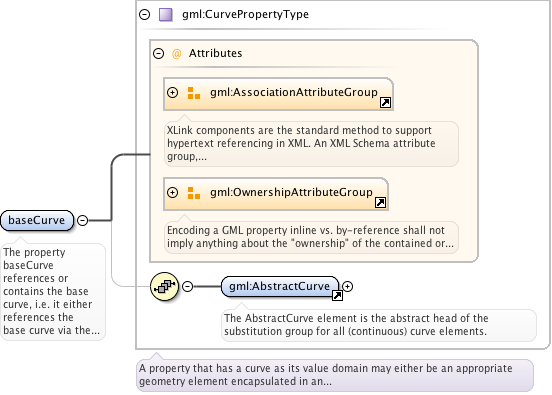 gml:CurvePropertyType
@ Attributes
gml:AssociationAttributeGroup
XLink components are the standard method to support
hypertext referencing in XML. An XML Schema attribute
group,...
gml:OwnershipAttributeGroup
Encoding a GML property inline vs. by-reference shall not
imply anything about the "ownership" of the contained or...
baseCurve
The property
baseCurve
references or
contains the base
curve, i.e. it either
references the
base curve via the...
gml:AbstractCurve
The AbstractCurve element is the abstract head of the
substitution group for all (continuous) curve elements.
A property that has a curve as its value domain may either be an appropriate
geometry element encapsulated in an...